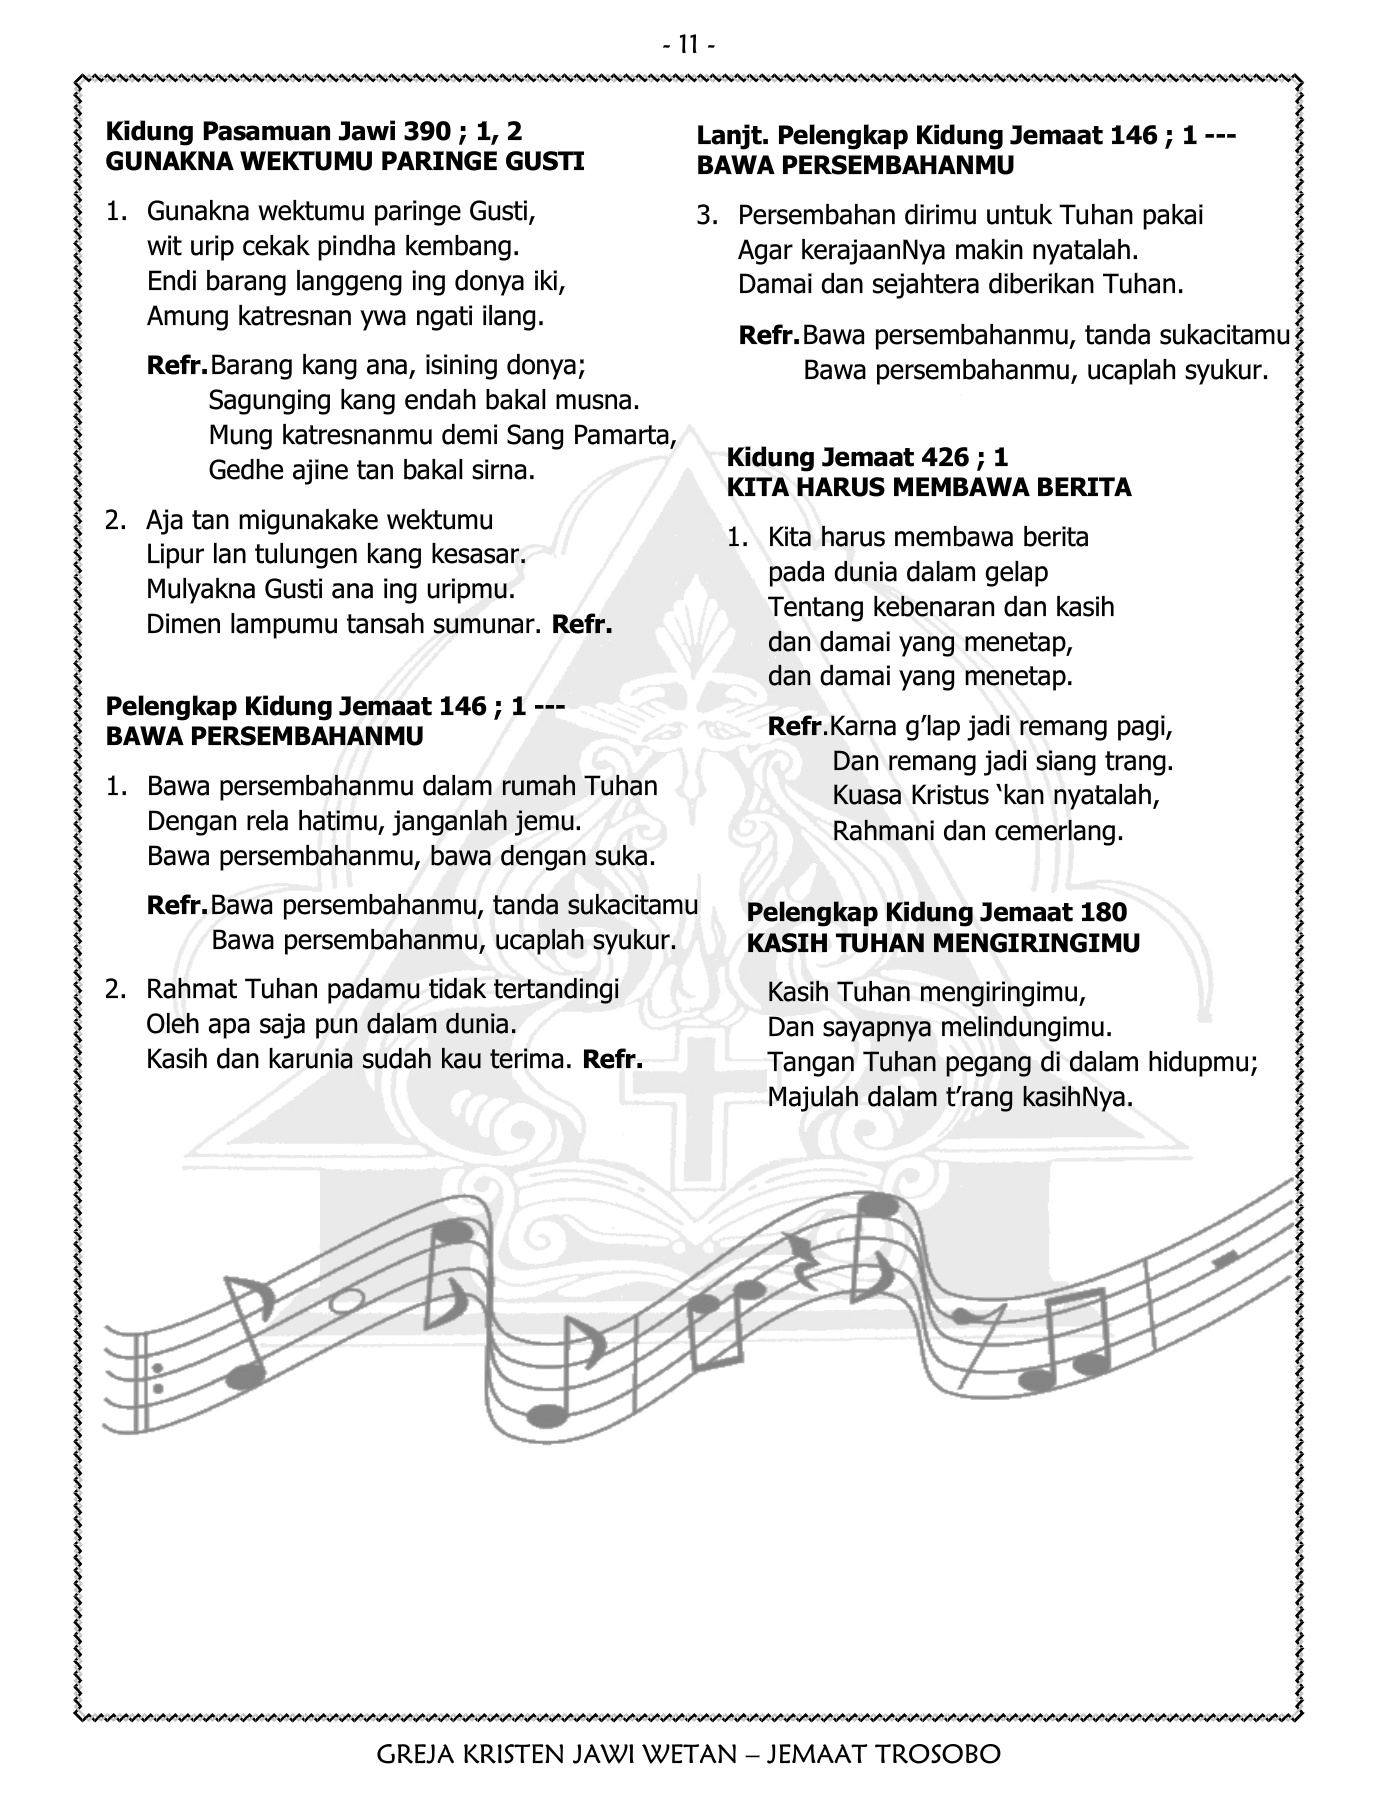 - 11 -
Kidung Pasamuan Jawi 390 ; 1, 2
GUNAKNA WEKTUMU PARINGE GUSTI
1. Gunakna wektumu paringe Gusti,
wit urip cekak pindha kembang.
Endi barang langgeng ing donya iki,
Amung katresnan ywa ngati ilang.
Refr.Barang kang ana, isining donya;
Sagunging kang endah bakal musna.
Mung katresnanmu demi Sang Pamarta,
Gedhe ajine tan bakal sirna.
2. Aja tan migunakake wektumu
Lipur lan tulungen kang kesasar.
Mulyakna Gusti ana ing uripmu.
Dimen lampumu tansah sumunar. Refr.
Pelengkap Kidung Jemaat 146 ; 1 ---
BAWA PERSEMBAHANMU
1. Bawa persembahanmu dalam rumah Tuhan
Dengan rela hatimu, janganlah jemu.
Bawa persembahanmu, bawa dengan suka.
Refr.Bawa persembahanmu, tanda sukacitamu
Bawa persembahanmu, ucaplah syukur.
2. Rahmat Tuhan padamu tidak tertandingi
Oleh apa saja pun dalam dunia.
Kasih dan karunia sudah kau terima. Refr.
Lanjt. Pelengkap Kidung Jemaat 146 ; 1 ---
BAWA PERSEMBAHANMU
3. Persembahan dirimu untuk Tuhan pakai
Agar kerajaanNya makin nyatalah.
Damai dan sejahtera diberikan Tuhan.
Refr.Bawa persembahanmu, tanda sukacitamu
Bawa persembahanmu, ucaplah syukur.
Kidung Jemaat 426 ; 1
KITA HARUS MEMBAWA BERITA
1. Kita harus membawa berita
pada dunia dalam gelap
Tentang kebenaran dan kasih
dan damai yang menetap,
dan damai yang menetap.
Refr.Karna g’lap jadi remang pagi,
Dan remang jadi siang trang.
Kuasa Kristus ‘kan nyatalah,
Rahmani dan cemerlang.
Pelengkap Kidung Jemaat 180
KASIH TUHAN MENGIRINGIMU
Kasih Tuhan mengiringimu,
Dan sayapnya melindungimu.
Tangan Tuhan pegang di dalam hidupmu;
Majulah dalam t’rang kasihNya.
GREJA KRISTEN JAWI WETAN – JEMAAT TROSOBO